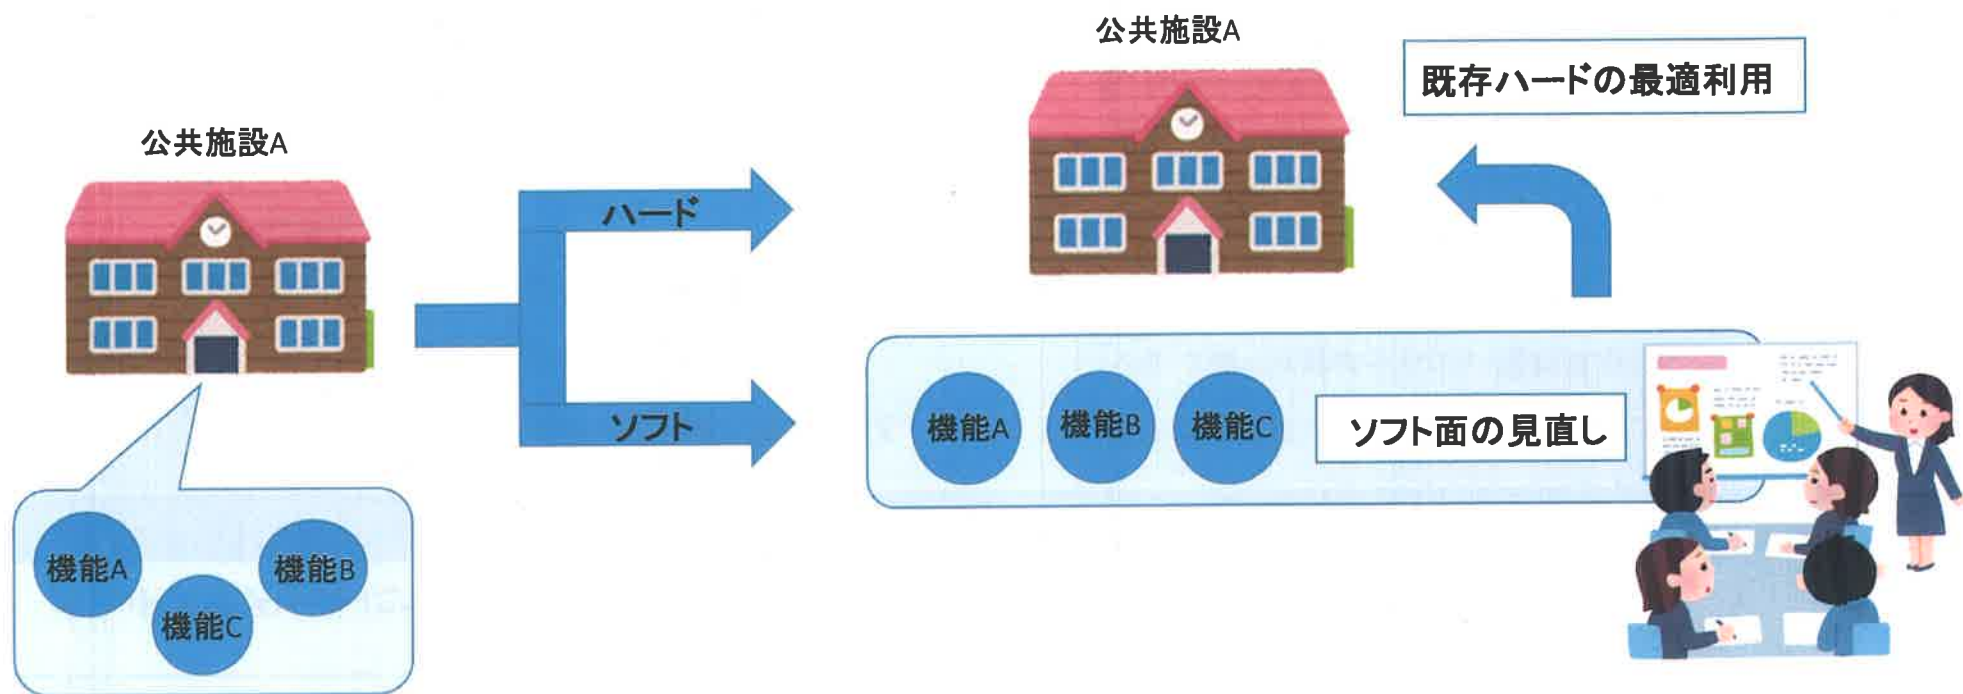 公共施設A
機能A
機能B
機能C
ハード
ソフト
公共施設A
既存ハードの最適利用
機能A
機能B
機能C
ソフト面の見直し